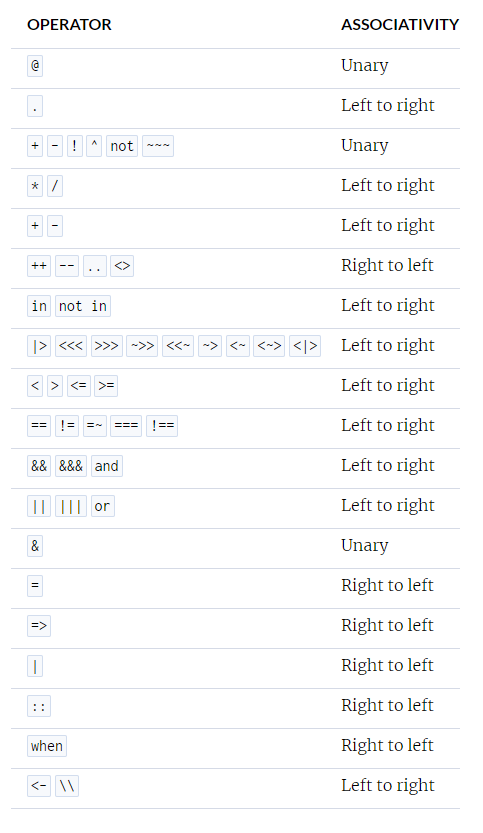 OPERATOR ASSOCIATIVITY
@ Unary
. Left to right
+ - ! ^ not ~~~ Unary
* / Left to right
+ - Left to right
++ -- .. <> Right to left
in not in Left to right
|> <<< >>> ~>> <<~ ~> <~ <~> <|> Left to right
< > <= >= Left to right
== != =~ === !== Left to right
&& &&& and Left to right
|| ||| or Left to right
& Unary
= Right to left
=> Right to left
| Right to left
:: Right to left
when Right to left
<- \\ Left to right